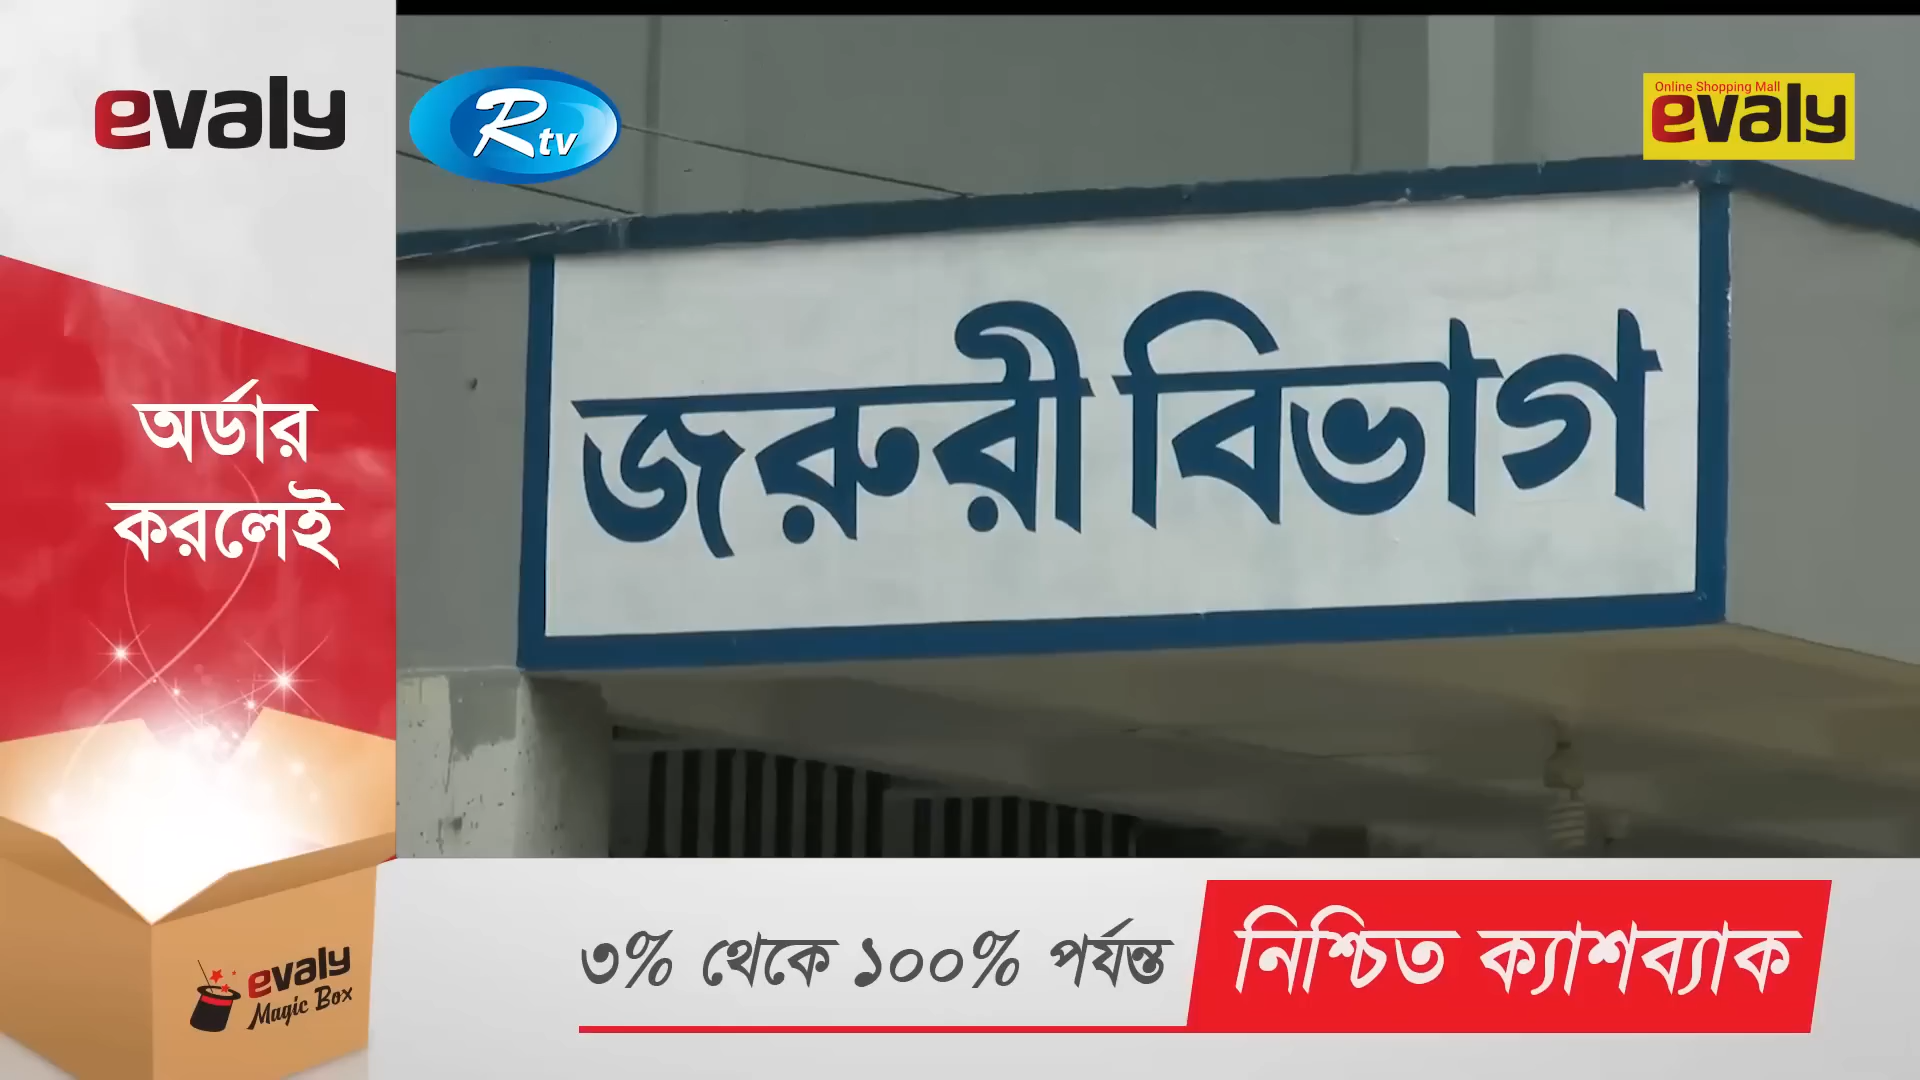 evaly
Rtv
Online Shopping Mall
evaly
জরুরী বিভাগ
অর্ডার
করলেই
evaly
Magic Box
৩% থেকে ১০০% পর্যন্ত
নিশ্চিত ক্যাশব্যাক